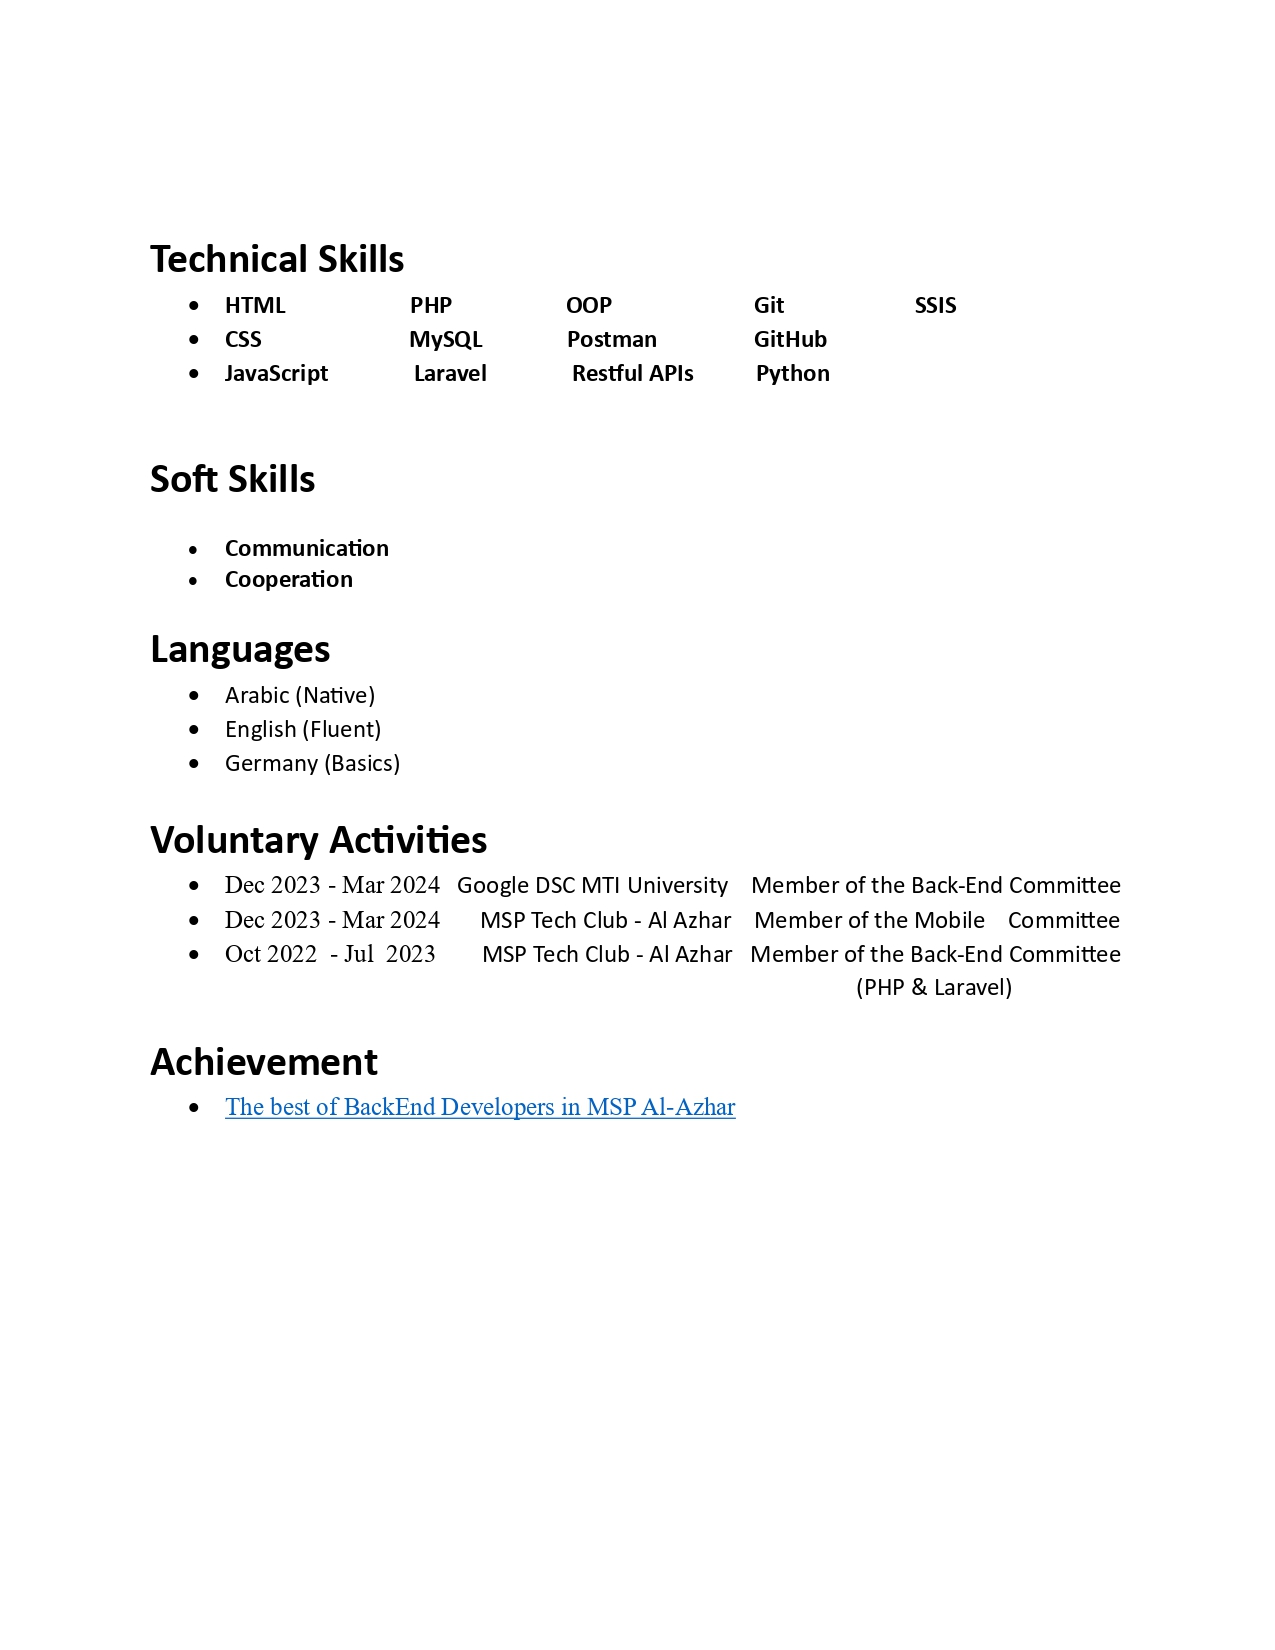 Technical Skills
• HTML PHP OOP Git SSIS
• CSS MySQL Postman GitHub
• JavaScript Laravel Restful APIs Python
Soft Skills
• Communication
• Cooperation
Languages
• Arabic (Native)
• English (Fluent)
• Germany (Basics)
Voluntary Activities
• Dec 2023 - Mar 2024 Google DSC MTI University Member of the Back-End Committee
• Dec 2023 - Mar 2024 MSP Tech Club - Al Azhar Member of the Mobile Committee
• Oct 2022 - Jul 2023 MSP Tech Club - Al Azhar Member of the Back-End Committee
(PHP & Laravel)
Achievement
• The best of BackEnd Developers in MSP Al-Azhar